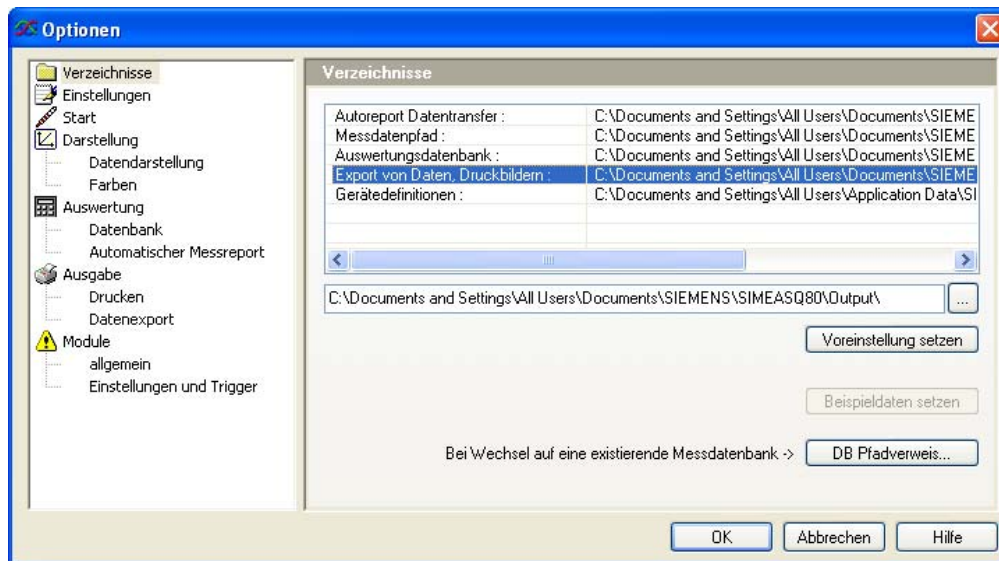 Optionen
Verzeichnisse
Einstellungen
Start
Darstellung
Datendarstellung
Farben
Auswertung
Datenbank
Automatischer Messreport
Ausgabe
Drucken
Datenexport
Module
allgemein
Einstellungen und Trigger
Verzeichnisse
Autoreport Datentransfer : C:\Documents and Settings\All Users\Documents\SIEME
Messdatenpfad : C:\Documents and Settings\All Users\Documents\SIEME
Auswertungsdatenbank : C:\Documents and Settings\All Users\Documents\SIEME
Export von Daten, Druckbildern : C:\Documents and Settings\All Users\Documents\SIEME
Gerätedefinitionen : C:\Documents and Settings\All Users\Application Data\SI
C:\Documents and Settings\All Users\Documents\SIEMENS\SIMEASQ80\Output\ ...
Voreinstellung setzen
Beispieldaten setzen
Bei Wechsel auf eine existierende Messdatenbank -> DB Pfadverweis...
OK Abbrechen Hilfe